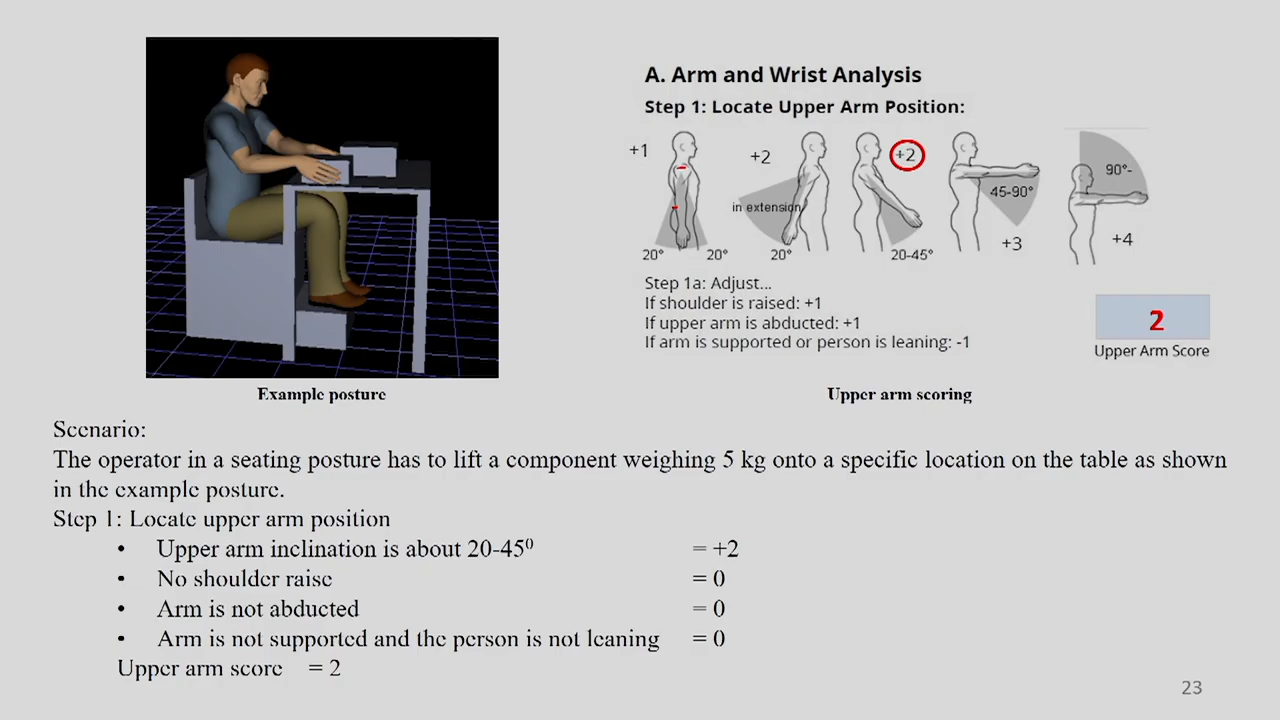 A. Arm and Wrist Analysis
Step 1: Locate Upper Arm Position:
+1
+2
+2
in extension
45-90°
90°-
+3
+4
20°
20°
20°
20-45°
Step 1a: Adjust...
If shoulder is raised: +1
If upper arm is abducted: +1
If arm is supported or person is leaning: -1
2
Upper Arm Score
Example posture
Upper arm scoring
Scenario:
The operator in a seating posture has to lift a component weighing 5 kg onto a specific location on the table as shown
in the example posture.
Step 1: Locate upper arm position
• Upper arm inclination is about 20-45⁰ = +2
• No shoulder raise = 0
• Arm is not abducted = 0
• Arm is not supported and the person is not leaning = 0
Upper arm score = 2
23